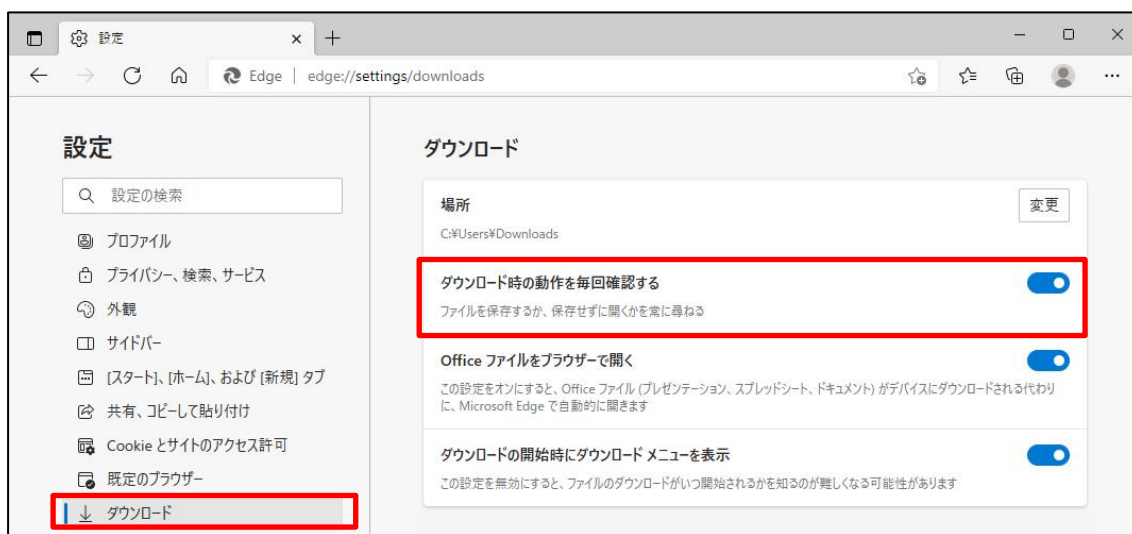 設定
Edge | edge://settings/downloads
設定
設定の検索
プロファイル
プライバシー、検索、サービス
外観
サイドバー
[スタート]、[ホーム]、および [新規] タブ
共有、コピーして貼り付け
Cookie とサイトのアクセス許可
既定のブラウザー
ダウンロード
ダウンロード
場所
変更
C:¥Users¥Downloads
ダウンロード時の動作を毎回確認する
ファイルを保存するか、保存せずに開くかを常に尋ねる
Office ファイルをブラウザーで開く
この設定をオンにすると、Office ファイル (プレゼンテーション、スプレッドシート、ドキュメント) がデバイスにダウンロードされる代わり
に、Microsoft Edge で自動的に開きます
ダウンロードの開始時にダウンロード メニューを表示
この設定を無効にすると、ファイルのダウンロードがいつ開始されるかを知るのが難しくなる可能性があります